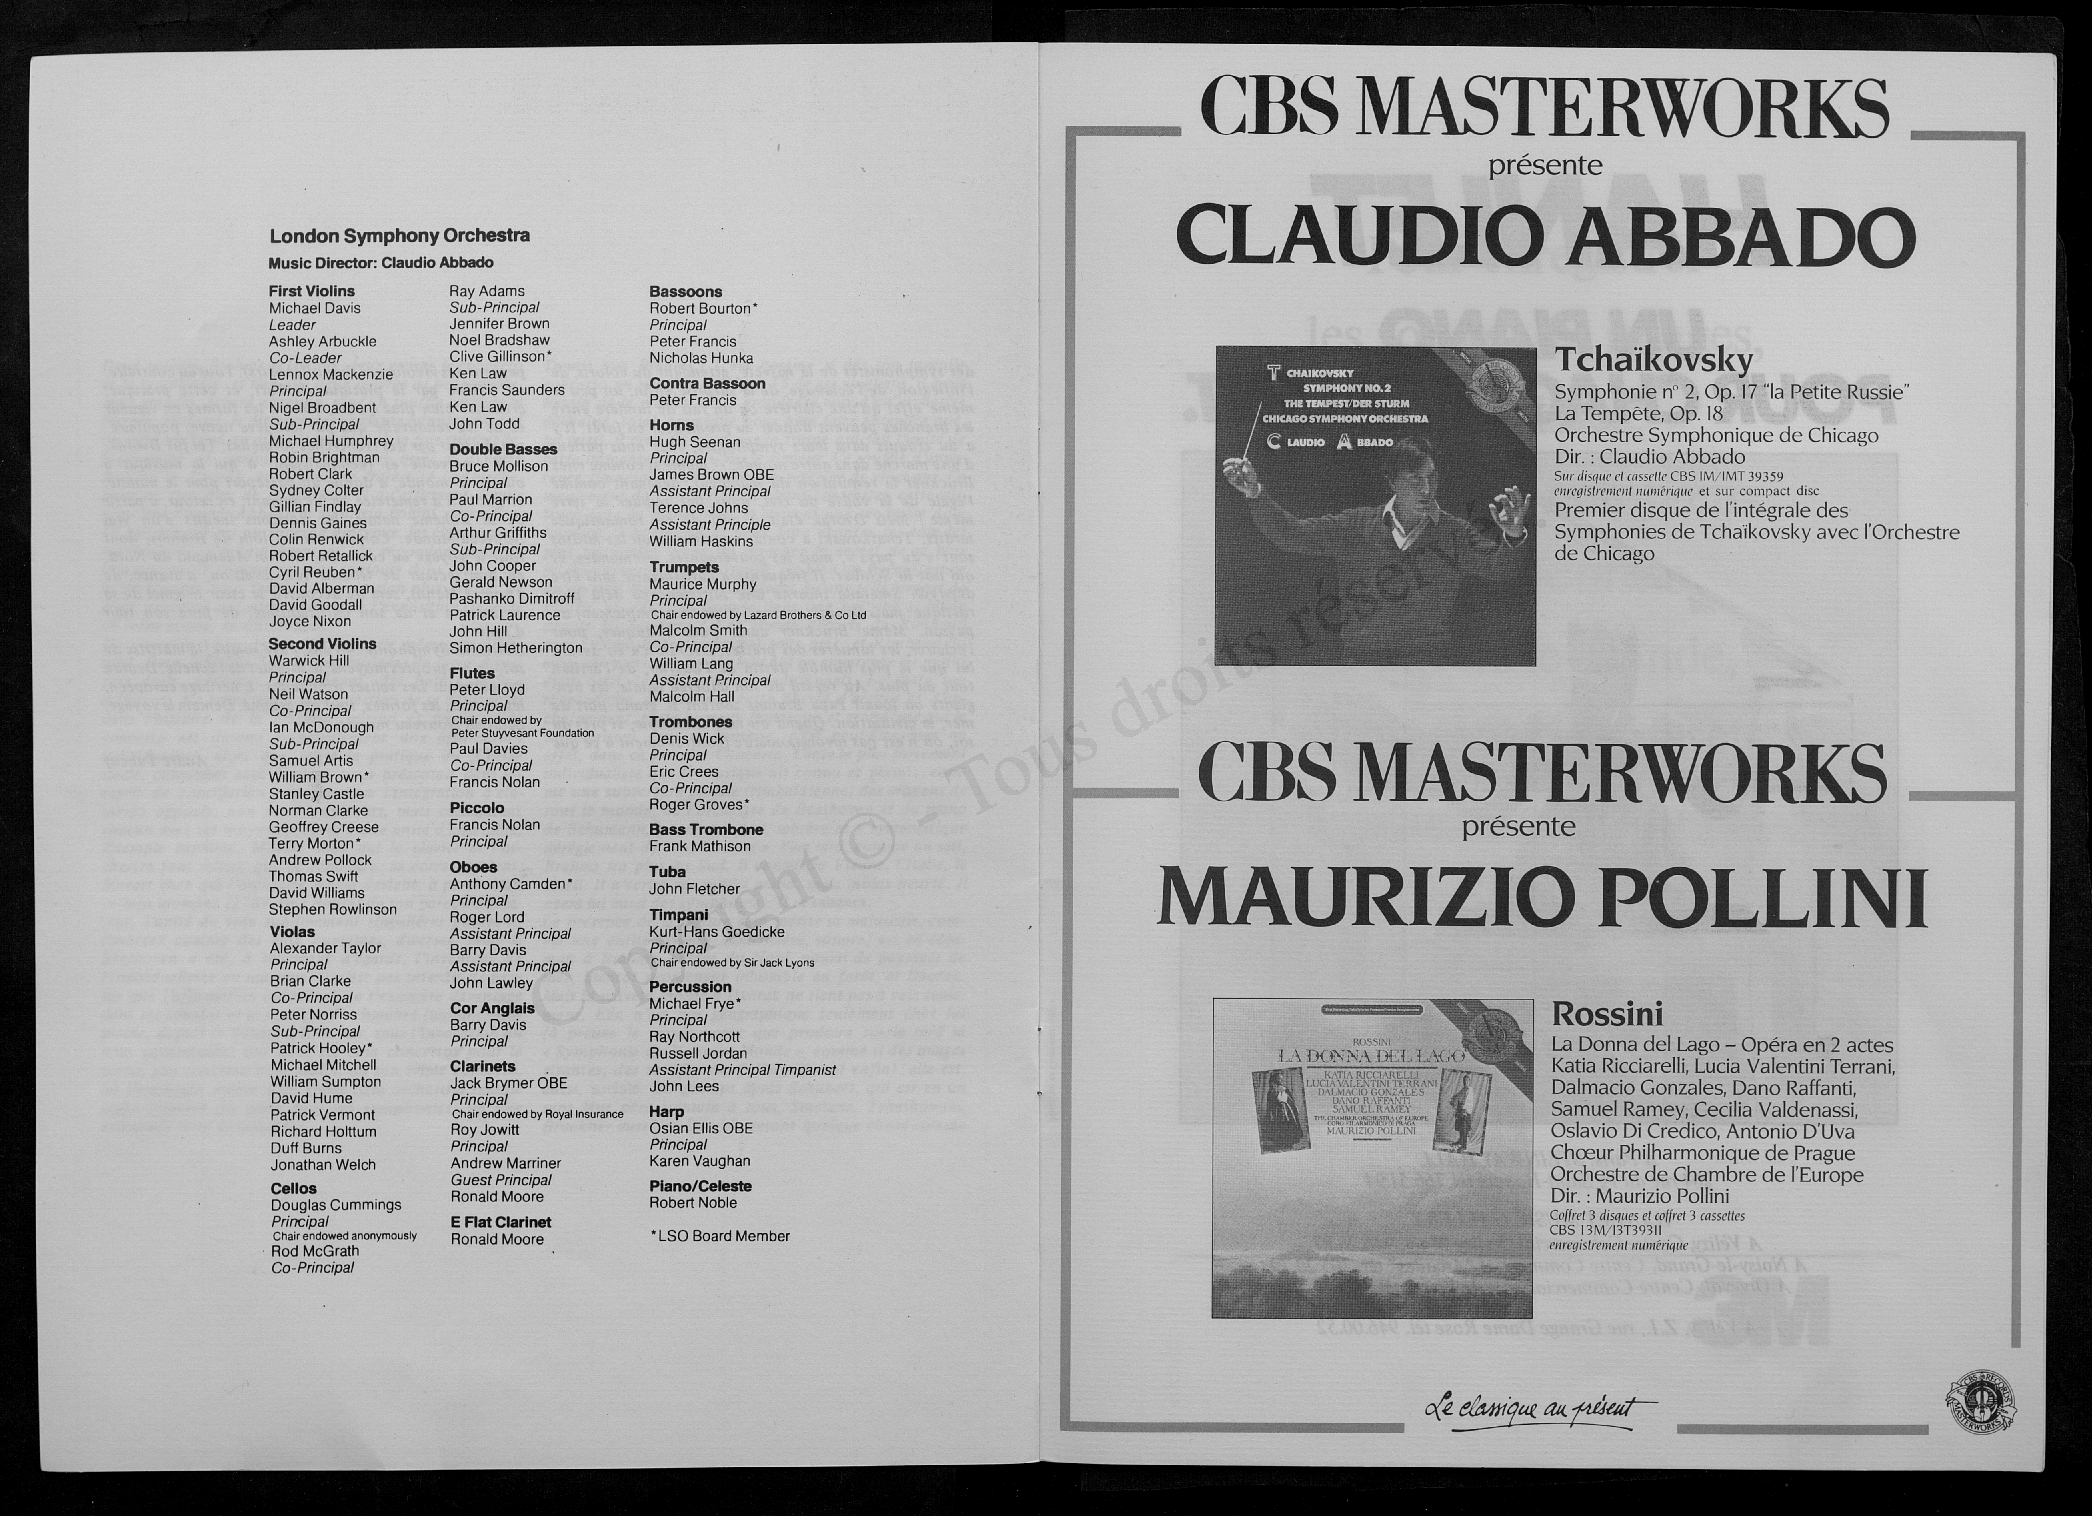 London Symphony Orchestra
Music Director: Claudio Abbado
First Violins
Michael Davis
Leader
Ashley Arbuckle
Co-Leader
Lennox Mackenzie
Principal
Nigel Broadbent
Sub-Principal
Michael Humphrey
Robin Brightman
Robert Clark
Sydney Colter
Gillian Findlay
Dennis Gaines
Colin Renwick
Robert Retallick
Cyril Reuben*
David Alberman
David Goodall
Joyce Nixon
Second Violins
Warwick Hill
Principal
Neil Watson
Co-Principal
Ian McDonough
Sub-Principal
Samuel Artis
William Brown*
Stanley Castle
Norman Clarke
Geoffrey Creese
Terry Morton*
Andrew Pollock
Thomas Swift
David Williams
Stephen Rowlinson
Violas
Alexander Taylor
Principal
Brian Clarke
Co-Principal
Peter Norriss
Sub-Principal
Patrick Hooley*
Michael Mitchell
William Sumpton
David Hume
Patrick Vermont
Richard Holttum
Duff Burns
Jonathan Welch
Cellos
Douglas Cummings
Principal
Chair endowed anonymously
Rod McGrath
Co-Principal
Ray Adams
Sub-Principal
Jennifer Brown
Noel Bradshaw
Clive Gillinson*
Ken Law
Francis Saunders
Ken Law
John Todd
Double Basses
Bruce Mollison
Principal
Paul Marrion
Co-Principal
Arthur Griffiths
Sub-Principal
John Cooper
Gerald Newson
Pashanko Dimitroff
Patrick Laurence
John Hill
Simon Hetherington
Flutes
Peter Lloyd
Principal
Chair endowed by
Peter Stuyvesant Foundation
Paul Davies
Co-Principal
Francis Nolan
Piccolo
Francis Nolan
Principal
Oboes
Anthony Camden*
Principal
Roger Lord
Assistant Principal
Barry Davis
Assistant Principal
John Lawley
Cor Anglais
Barry Davis
Principal
Clarinets
Jack Brymer OBE
Principal
Chair endowed by Royal Insurance
Roy Jowitt
Principal
Andrew Marriner
Guest Principal
Ronald Moore
E Flat Clarinet
Ronald Moore
Bassoons
Robert Bourton*
Principal
Peter Francis
Nicholas Hunka
Contra Bassoon
Peter Francis
Horns
Hugh Seenan
Principal
James Brown OBE
Assistant Principal
Terence Johns
Assistant Principle
William Haskins
Trumpets
Maurice Murphy
Principal
Chair endowed by Lazard Brothers & Co Ltd
Malcolm Smith
Co-Principal
William Lang
Assistant Principal
Malcolm Hall
Trombones
Denis Wick
Principal
Eric Crees
Co-Principal
Roger Groves*
Bass Trombone
Frank Mathison
Tuba
John Fletcher
Timpani
Kurt-Hans Goedicke
Principal
Chair endowed by Sir Jack Lyons
Percussion
Michael Frye*
Principal
Ray Northcott
Russell Jordan
Assistant Principal Timpanist
John Lees
Harp
Osian Ellis OBE
Principal
Karen Vaughan
Piano/Celeste
Robert Noble
*LSO Board Member
Copyright © - Tous droits réservés
CBS MASTERWORKS
présente
CLAUDIO ABBADO
TCHAIKOVSKY
SYMPHONY NO.2
THE TEMPEST/DER STURM
CHICAGO SYMPHONY ORCHESTRA
CLAUDIO ABBADO
Tchaïkovsky
Symphonie n° 2, Op. 17 "la Petite Russie"
La Tempête, Op. 18
Orchestre Symphonique de Chicago
Dir. : Claudio Abbado
Sur disque et cassette CBS IM/IMT 39359
enregistrement numérique et sur compact disc
Premier disque de l'intégrale des
Symphonies de Tchaïkovsky avec l'Orchestre
de Chicago
CBS MASTERWORKS
présente
MAURIZIO POLLINI
ROSSINI
LA DONNA DEL LAGO
KATIA RICCIARELLI
LUCIA VALENTINI TERRANI
DALMACIO GONZALES
DANO RAFFANTI
SAMUEL RAMEY
THE CHAMBER ORCHESTRA OF EUROPE
CORO FILARMONICO DI PRAGA
MAURIZIO POLLINI
Rossini
La Donna del Lago – Opéra en 2 actes
Katia Ricciarelli, Lucia Valentini Terrani,
Dalmacio Gonzales, Dano Raffanti,
Samuel Ramey, Cecilia Valdenassi,
Oslavio Di Credico, Antonio D'Uva
Chœur Philharmonique de Prague
Orchestre de Chambre de l'Europe
Dir. : Maurizio Pollini
Coffret 3 disques et coffret 3 cassettes
CBS I3M/I3T39311
enregistrement numérique
Le classique au présent
CBS RECORDS
MASTERWORKS